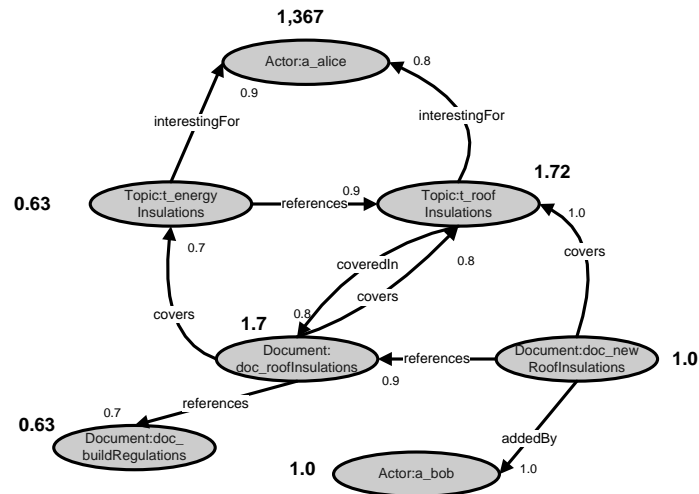 1,367
Actor:a_alice
0.8
0.9
interestingFor
interestingFor
1.72
0.63
Topic:t_energy
Insulations
references
0.9
Topic:t_roof
Insulations
1.0
0.7
coveredIn
0.8
covers
covers
covers
0.8
1.7
Document:
doc_roofInsulations
references
0.9
Document:doc_new
RoofInsulations
1.0
0.7
references
0.63
Document:doc_
buildRegulations
addedBy
1.0
Actor:a_bob
1.0